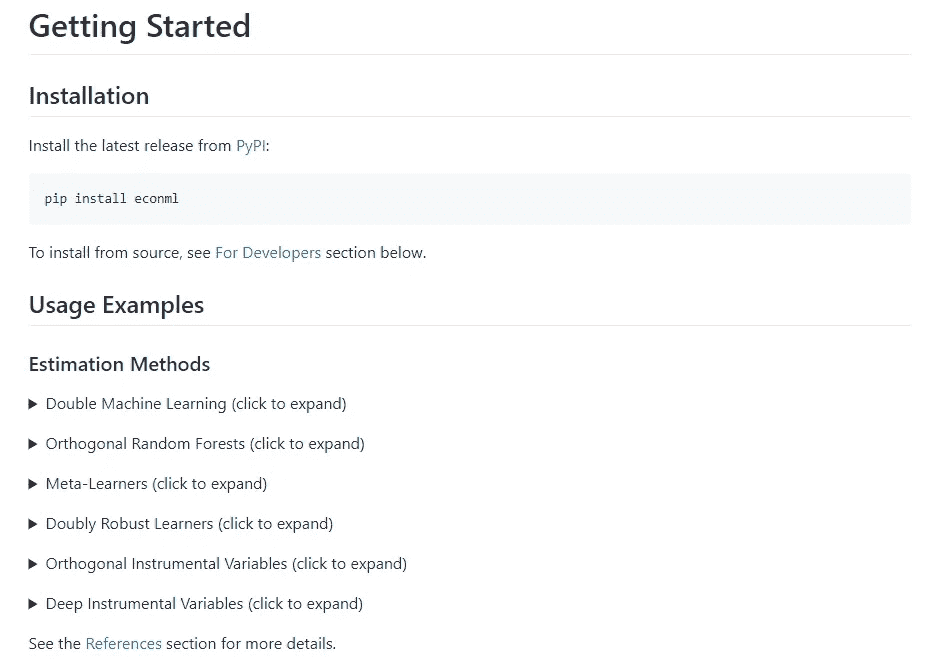 Getting Started
Installation
Install the latest release from PyPI:
pip install econml
To install from source, see For Developers section below.
Usage Examples
Estimation Methods
Double Machine Learning (click to expand)
Orthogonal Random Forests (click to expand)
Meta-Learners (click to expand)
Doubly Robust Learners (click to expand)
Orthogonal Instrumental Variables (click to expand)
Deep Instrumental Variables (click to expand)
See the References section for more details.